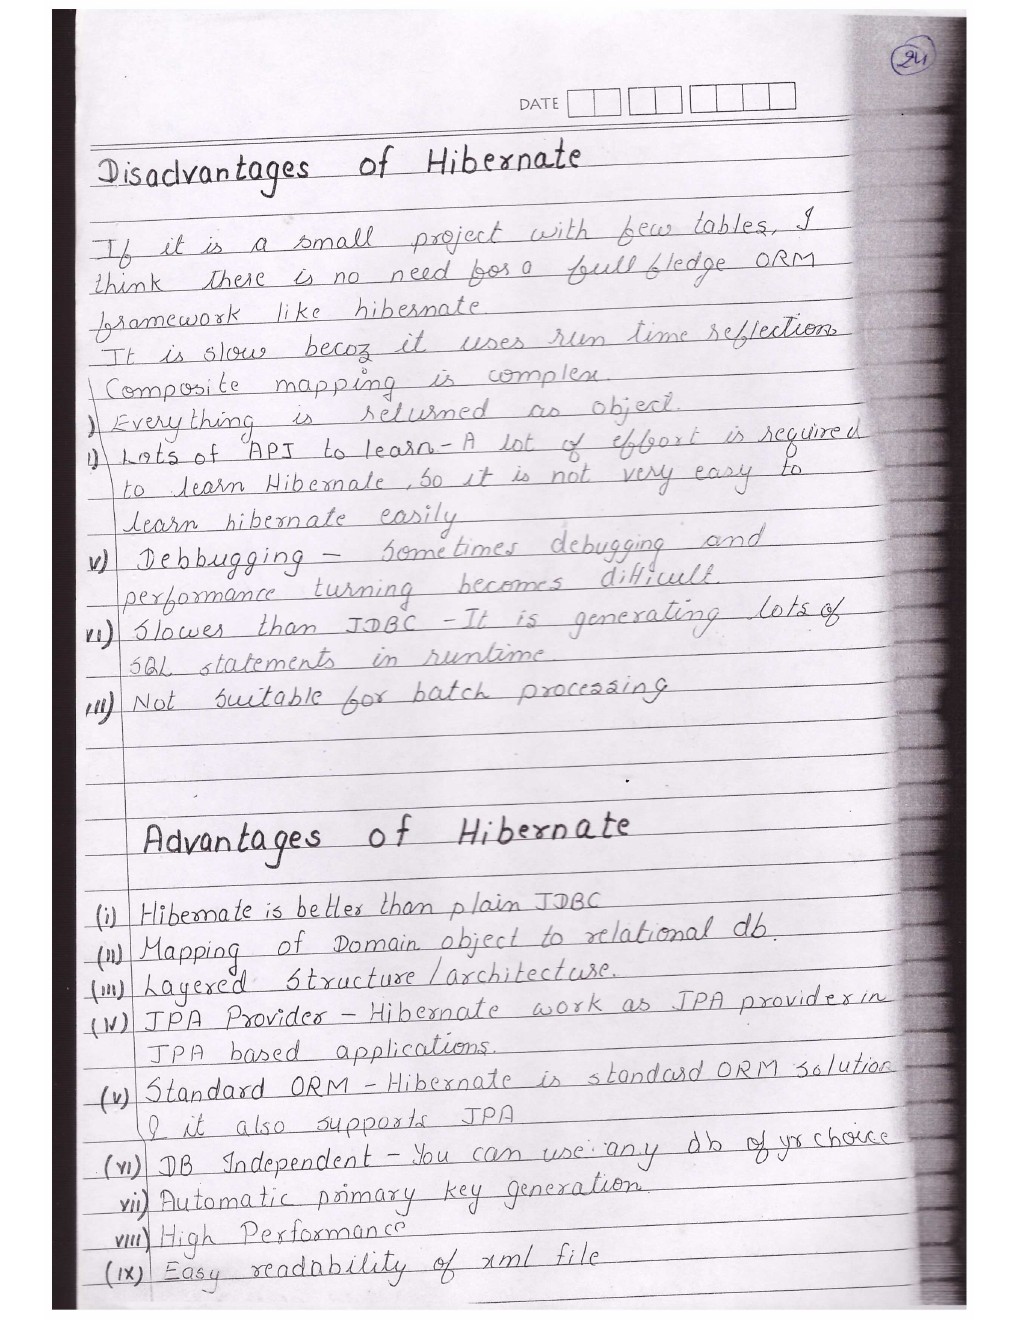 24
DATE
Disadvantages of Hibernate
If it is a small project with few tables, I
think there is no need for a full fledge ORM
framework like hibernate.
It is slow becoz it uses run time reflection
Composite mapping is complex.
) Everything is returned as object.
i) Lots of API to learn - A lot of effort is required
to learn Hibernate, So it is not very easy to
learn hibernate easily
v) Debbugging - Sometimes debugging and
performance turning becomes difficult.
vi) Slower than JDBC - It is generating lots of
SQL statements in runtime
iii) Not Suitable for batch processing
Advantages of Hibernate
(i) Hibernate is better than plain JDBC
(ii) Mapping of Domain object to relational db.
(iii) Layered Structure / architecture.
(iv) JPA Provider - Hibernate work as JPA provider in
JPA based applications.
(v) Standard ORM - Hibernate is standard ORM Solution
& it also supports JPA
(vi) DB Independent - You can use any db of yr choice
vii) Automatic primary key generation
viii) High Performance
(ix) Easy readability of xml file